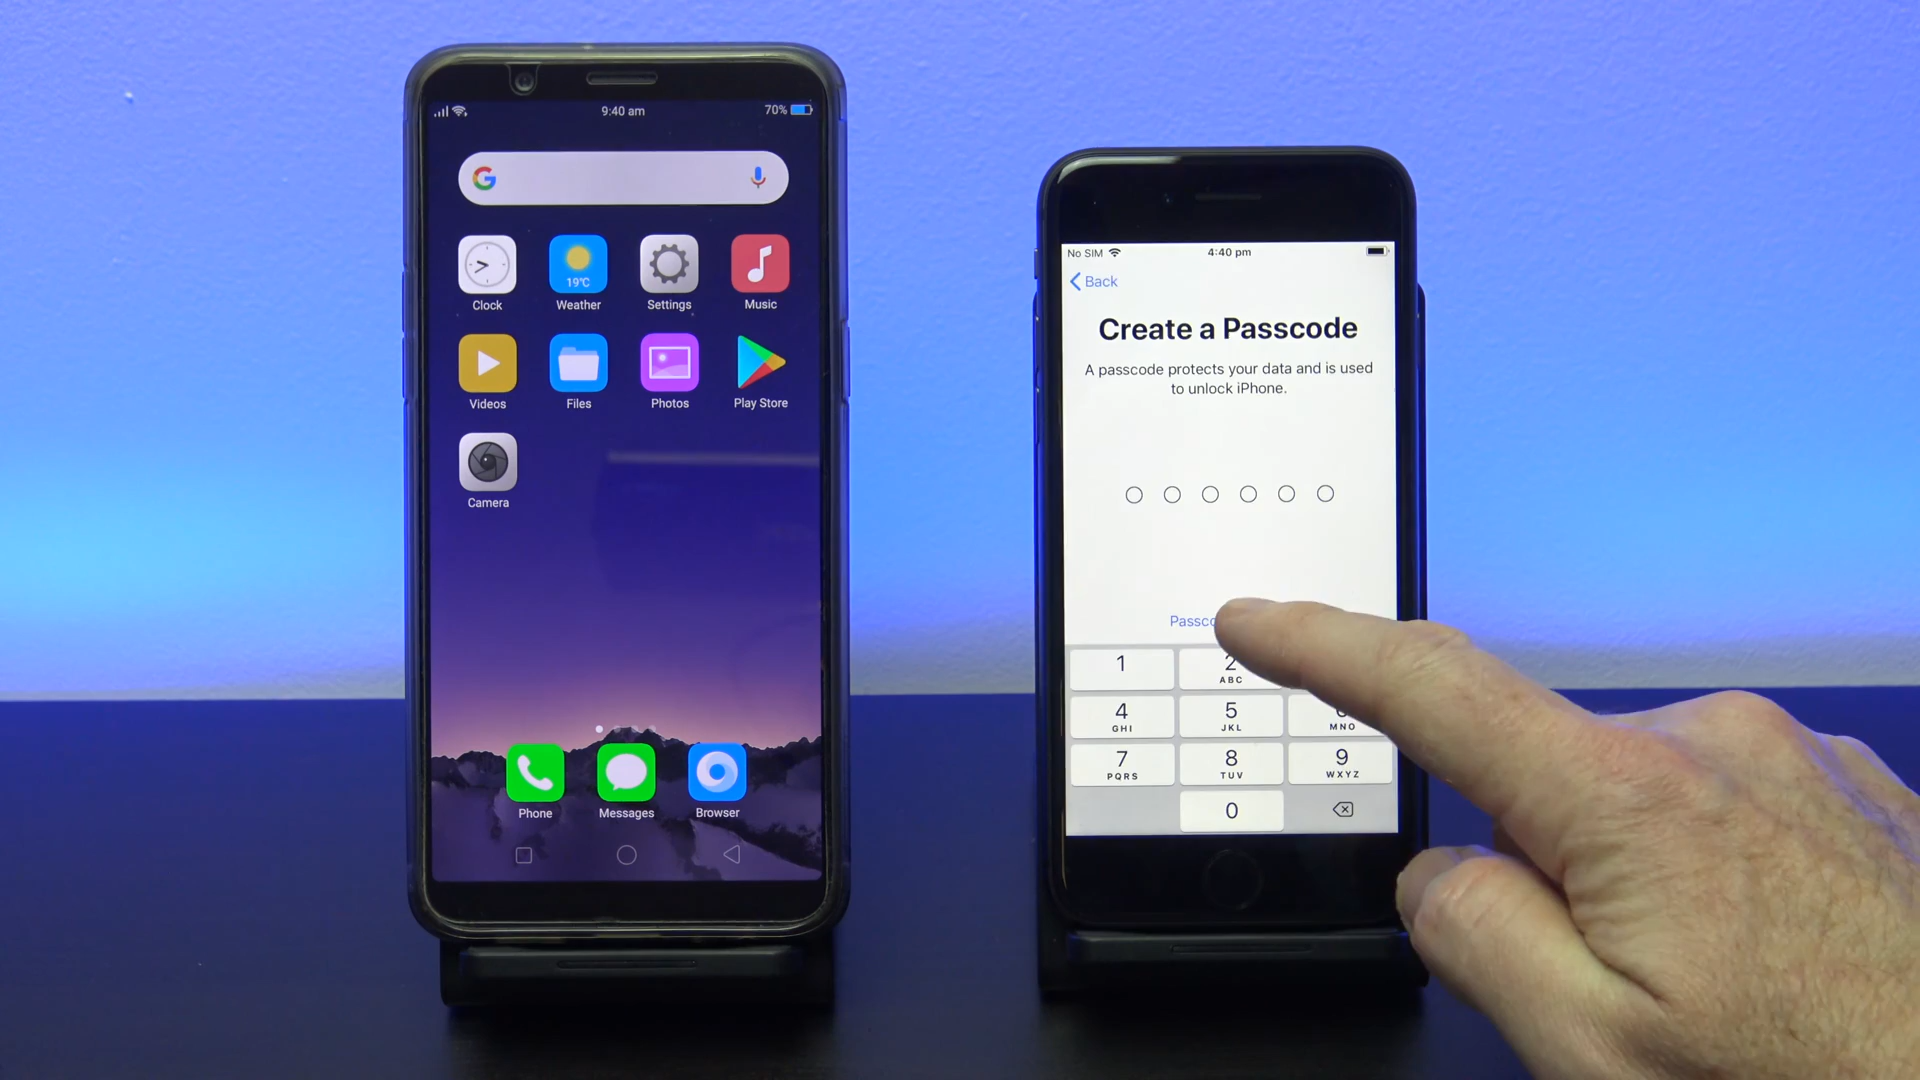 9:40 am
70%
G
Clock
19°C
Weather
Settings
Music
Videos
Files
Photos
Play Store
Camera
Phone
Messages
Browser
No SIM
4:40 pm
Back
Create a Passcode
A passcode protects your data and is used
to unlock iPhone.
1
2
ABC
4
GHI
5
JKL
MNO
7
PQRS
8
TUV
9
WXYZ
0